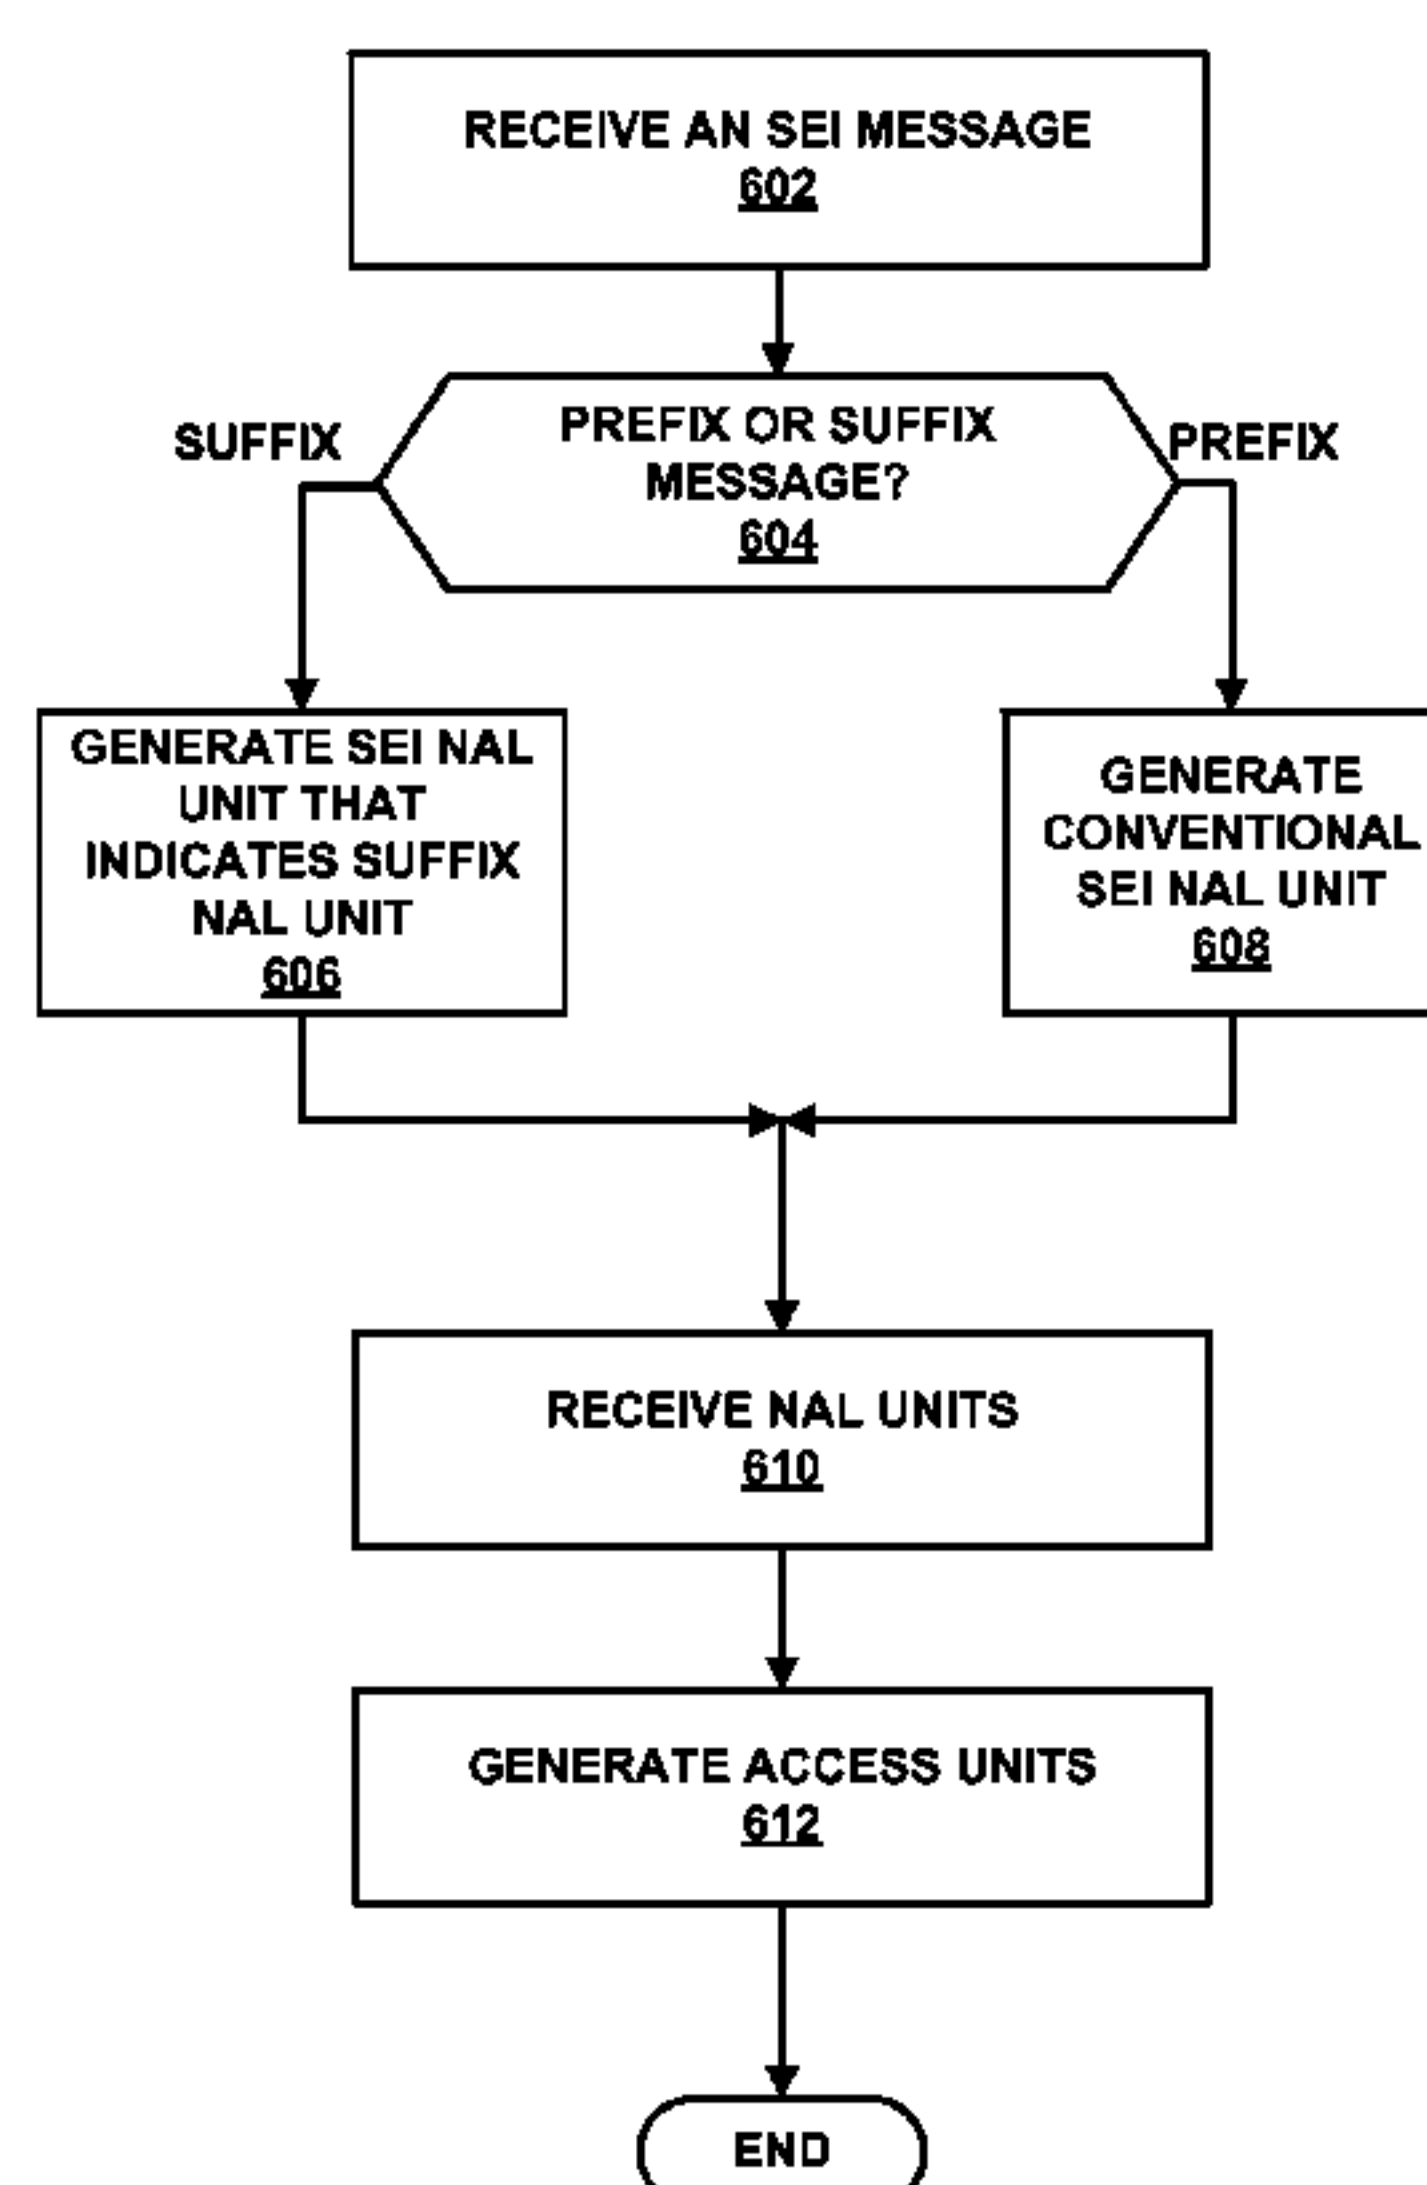 RECEIVE AN SEI MESSAGE
602
SUFFIX
PREFIX OR SUFFIX
MESSAGE?
604
PREFIX
GENERATE SEI NAL
UNIT THAT
INDICATES SUFFIX
NAL UNIT
606
GENERATE
CONVENTIONAL
SEI NAL UNIT
608
RECEIVE NAL UNITS
610
GENERATE ACCESS UNITS
612
END